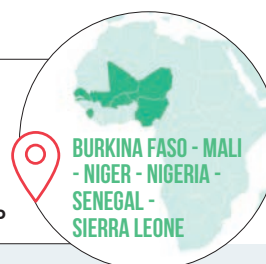 BURKINA FASO - MALI
- NIGER - NIGERIA -
SENEGAL -
SIERRA LEONE